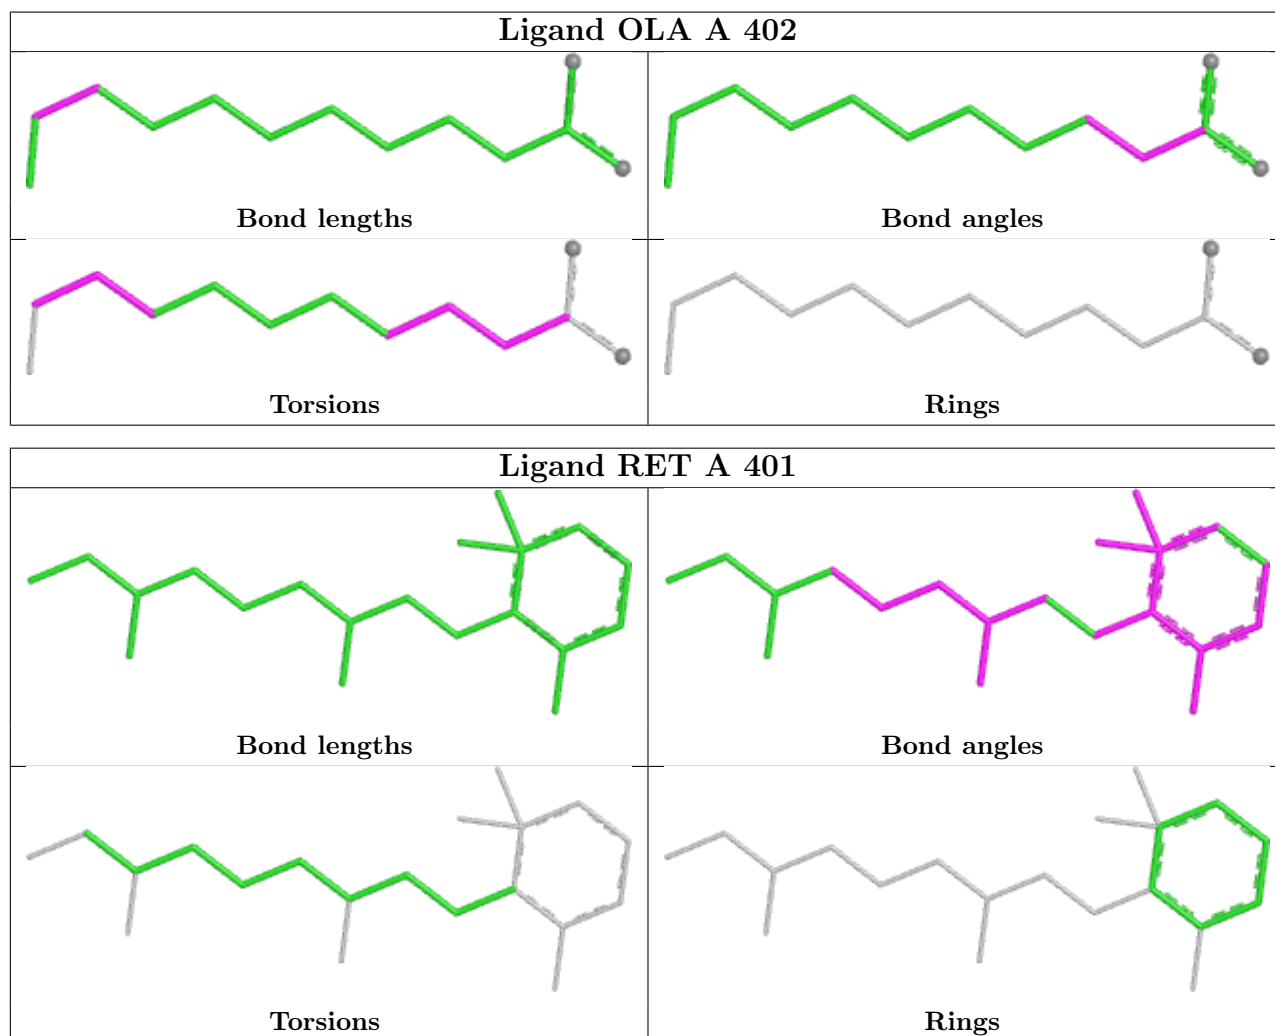 Ligand OLA A 402
Bond lengths
Bond angles
Torsions
Rings
Ligand RET A 401
Bond lengths
Bond angles
Torsions
Rings